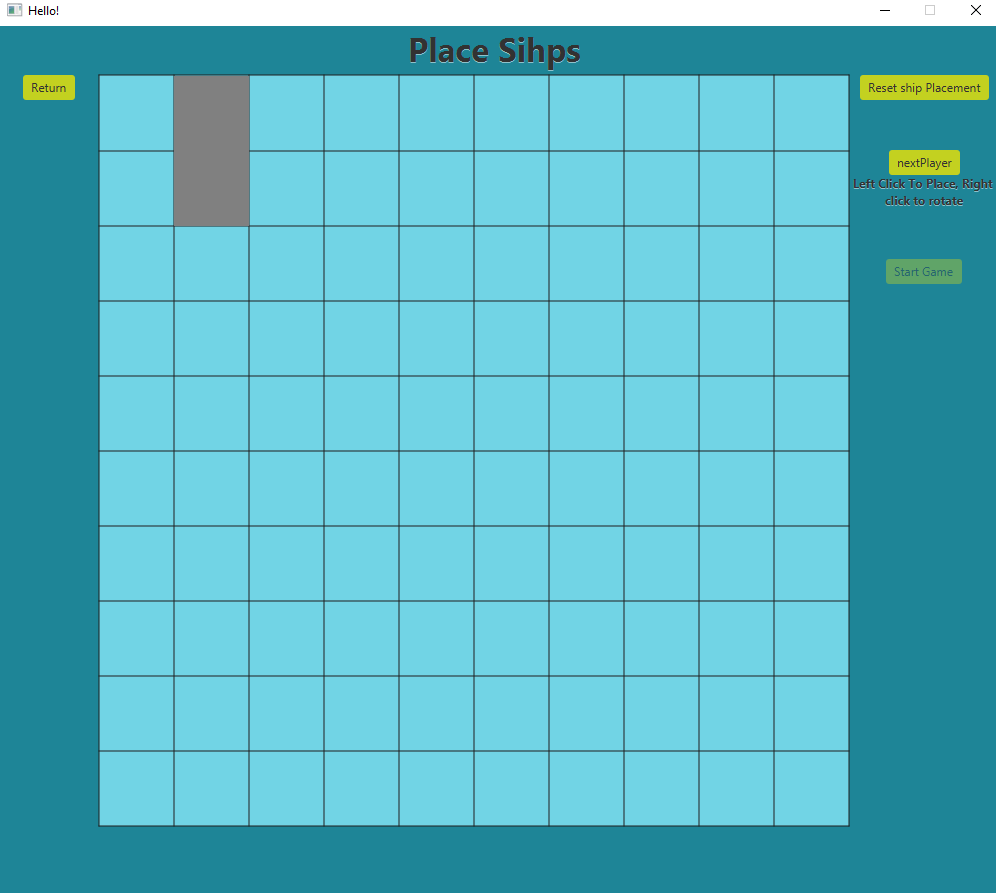 Hello!
Place Sihps
Return
Reset ship Placement
nextPlayer
Left Click To Place, Right
click to rotate
Start Game